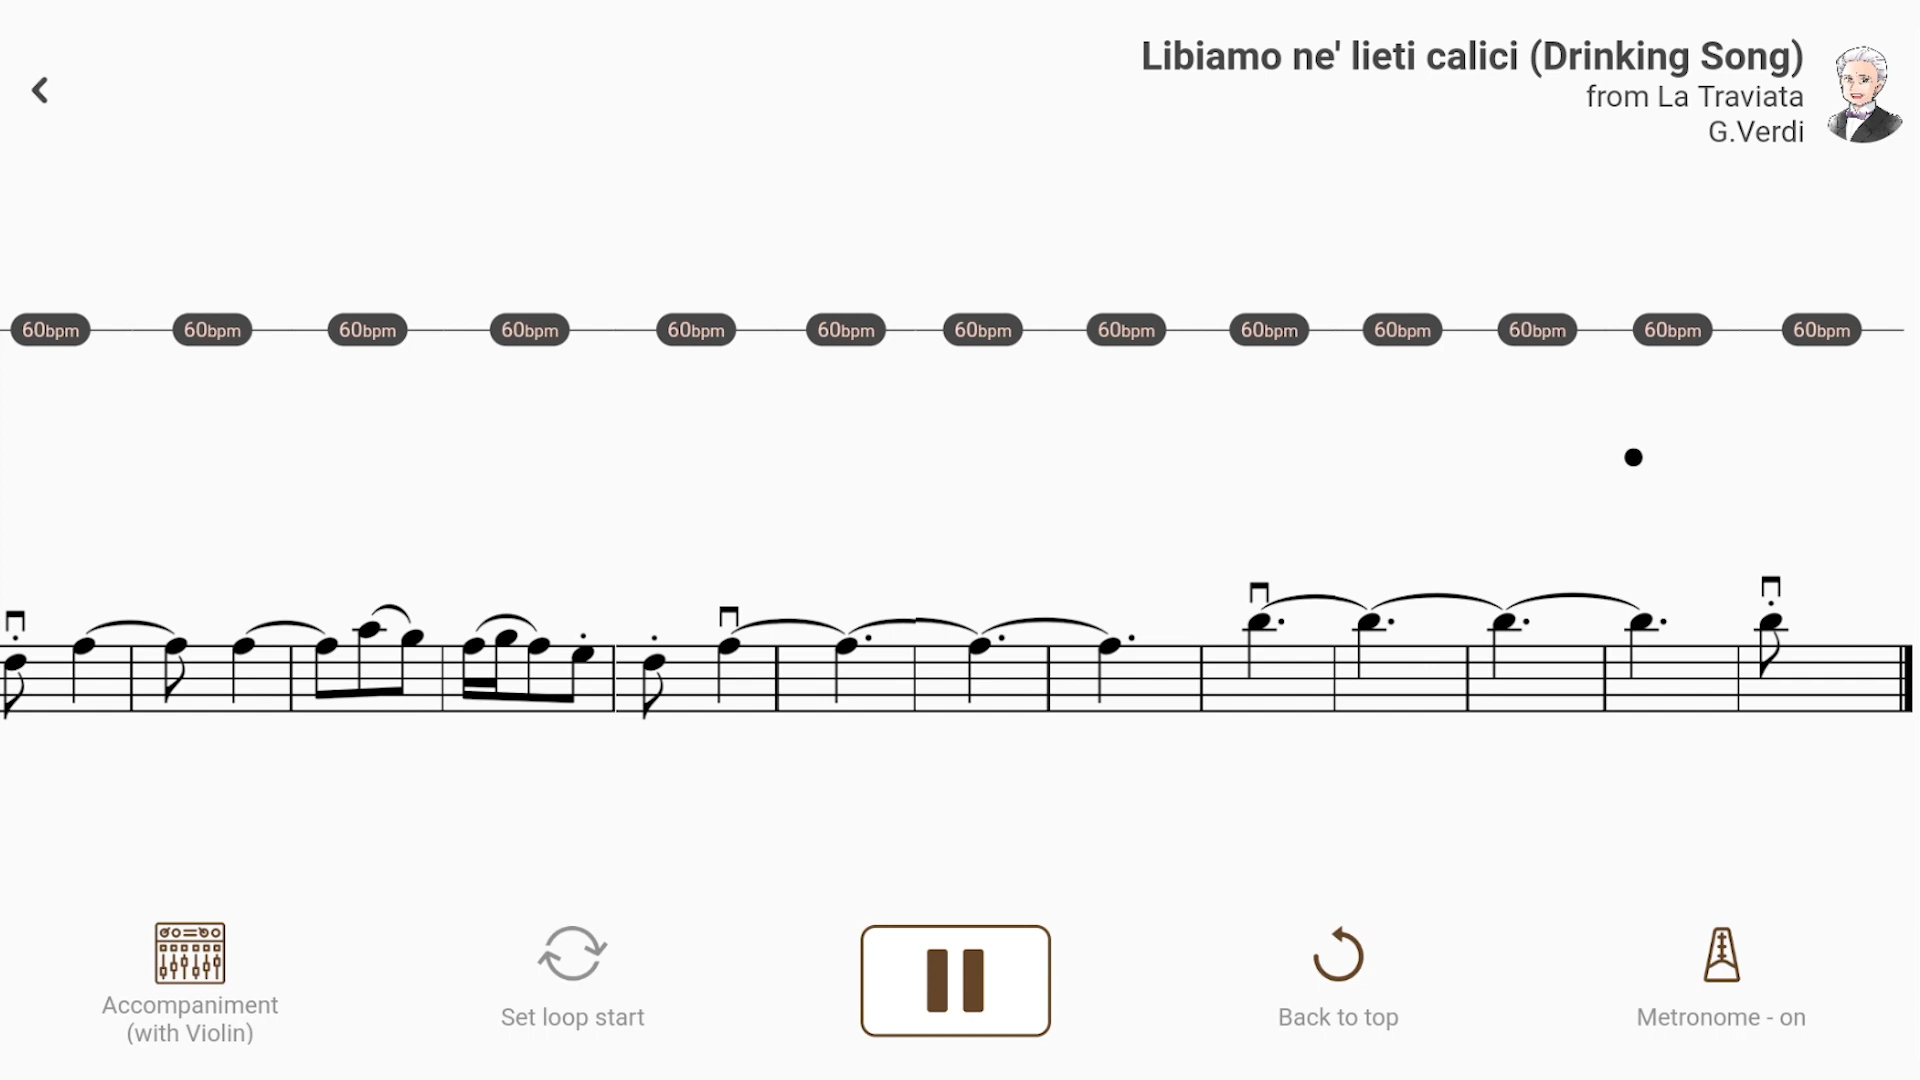 Libiamo ne' lieti calici (Drinking Song)
from La Traviata
G.Verdi
60bpm 60bpm 60bpm 60bpm 60bpm 60bpm 60bpm 60bpm 60bpm 60bpm 60bpm 60bpm 60bpm
Accompaniment
(with Violin)
Set loop start
Back to top
Metronome - on